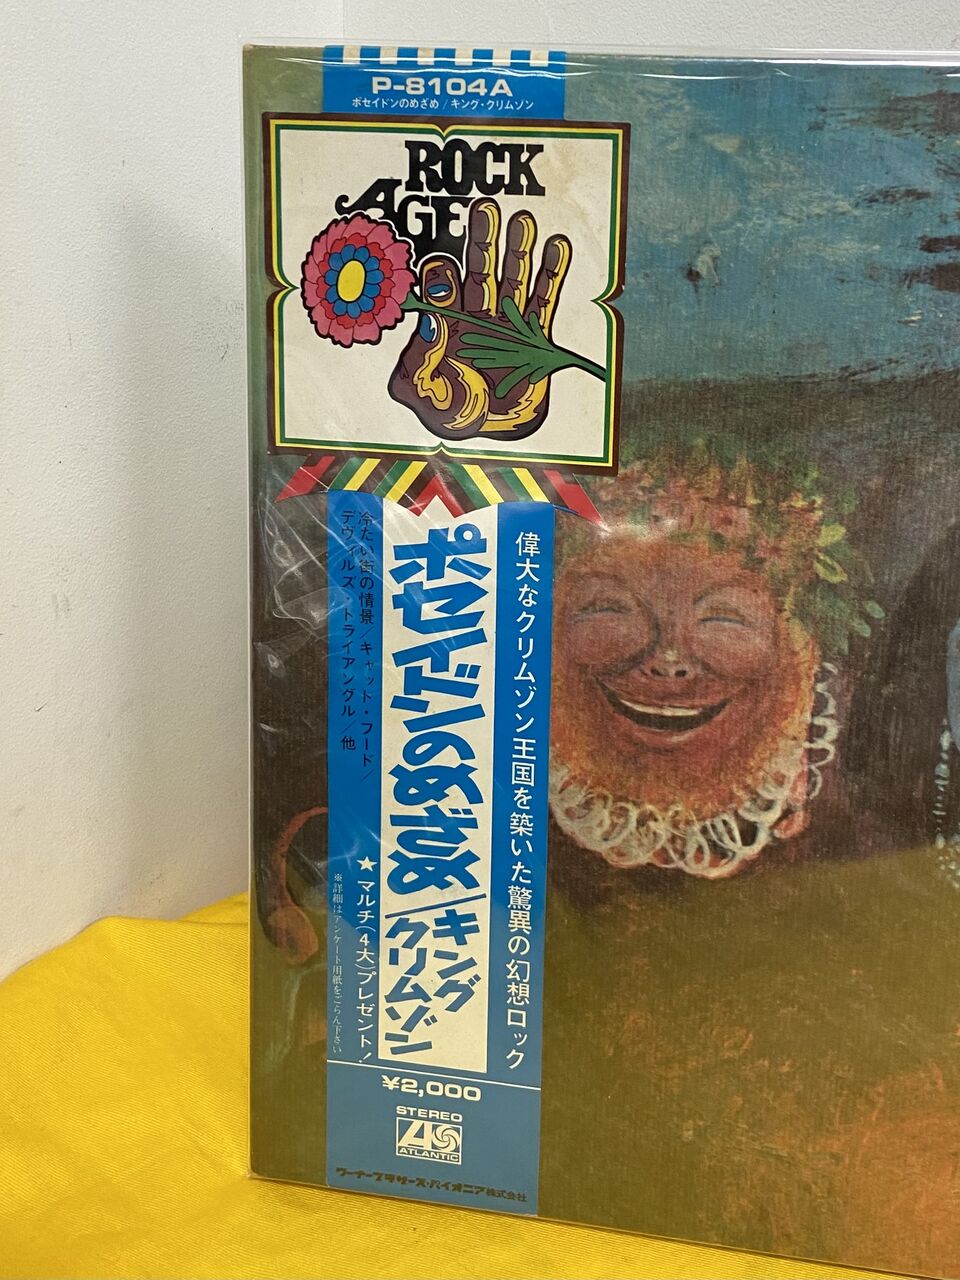 P-8104A
ポセイドンのめざめ/キング・クリムゾン
ROCK
AGE
偉大なクリムゾン王国を築いた驚異の幻想ロック
ポセイドンのめざめ/キング
クリムゾン
冷たい街の情景/キャット・フード/
デヴィルズ・トライアングル/他
★マルチ(4大)プレゼント!
※詳細はアンケート用紙をごらん下さい
¥2,000
STEREO
ATLANTIC
ワーナーブラザーズ・パイオニア株式会社